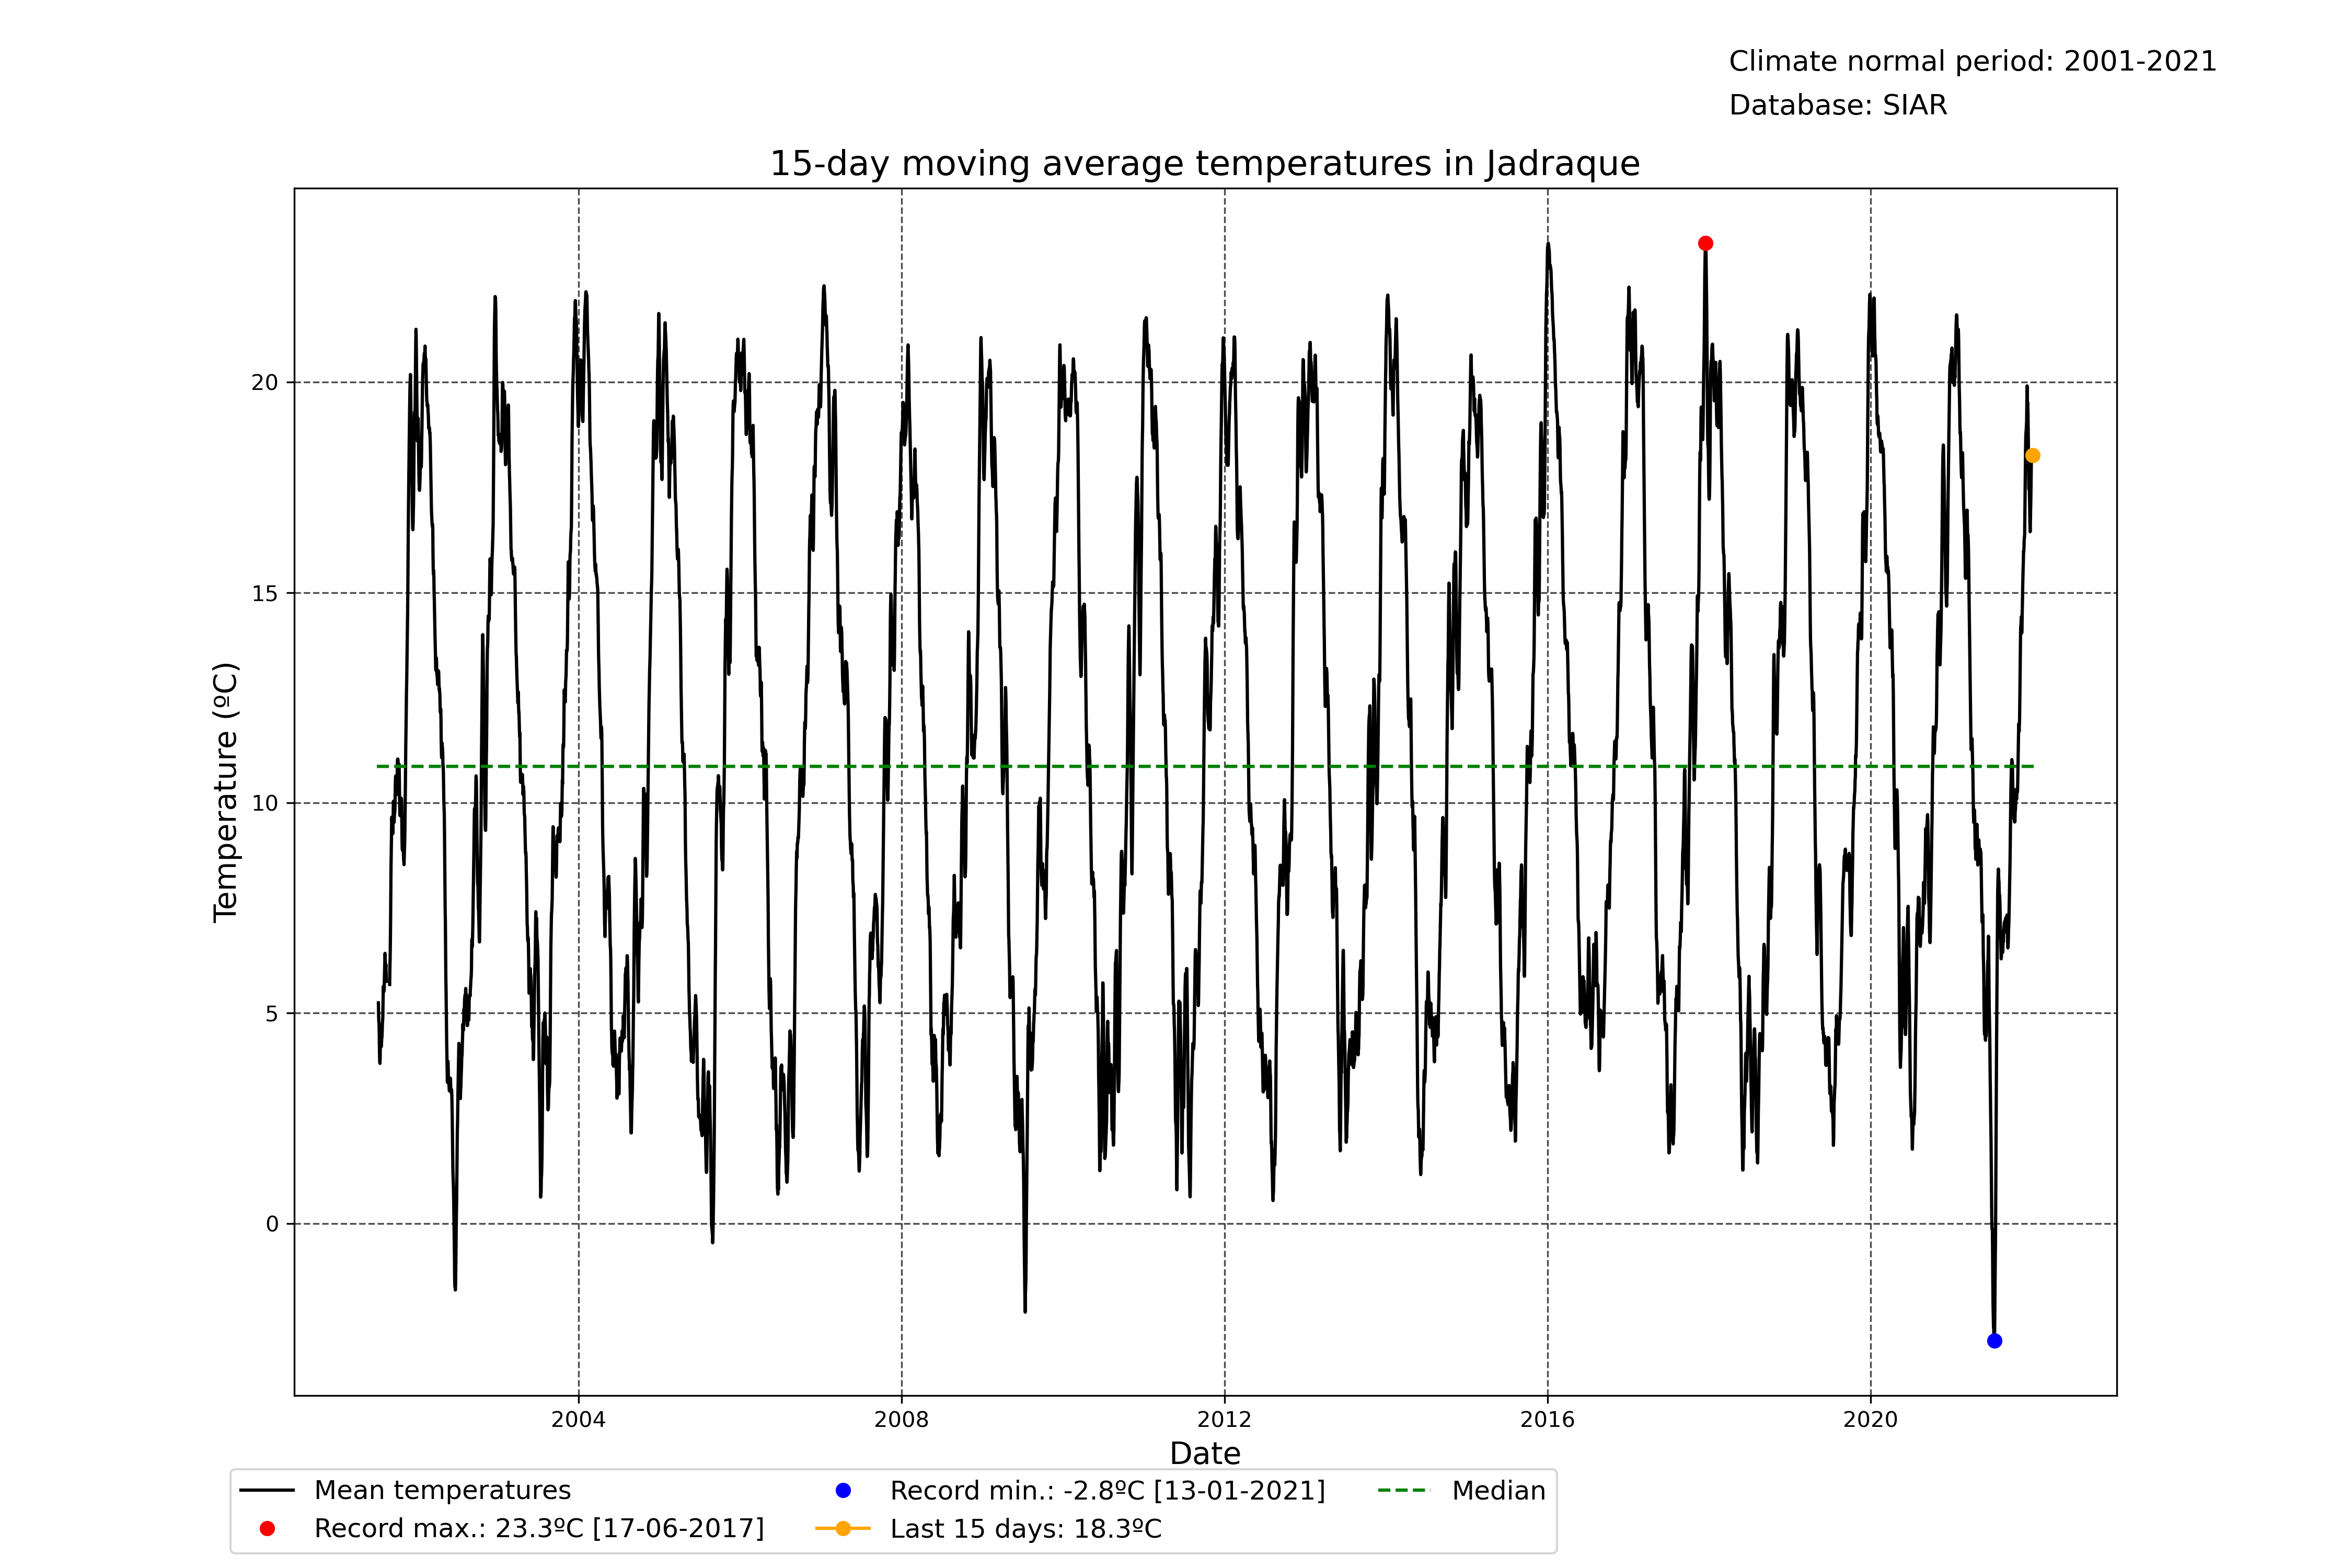 Climate normal period: 2001-2021
Database: SIAR
15-day moving average temperatures in Jadraque
Temperature (ºC)
20
15
10
5
0
2004
2008
2012
2016
2020
Date
Mean temperatures
Record max.: 23.3ºC [17-06-2017]
Record min.: -2.8ºC [13-01-2021]
Last 15 days: 18.3ºC
Median